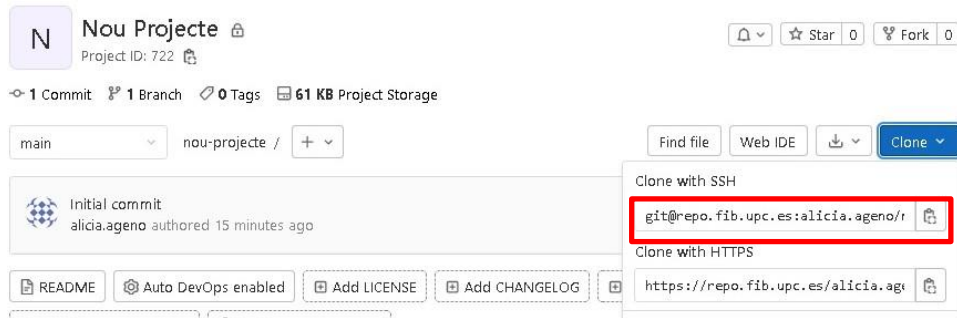 N
Nou Projecte
Project ID: 722
Star 0
Fork 0
1 Commit 1 Branch 0 Tags 61 KB Project Storage
main
nou-projecte / +
Find file
Web IDE
Clone
Initial commit
alicia.ageno authored 15 minutes ago
Clone with SSH
git@repo.fib.upc.es:alicia.ageno/
Clone with HTTPS
https://repo.fib.upc.es/alicia.age
README
Auto DevOps enabled
Add LICENSE
Add CHANGELOG